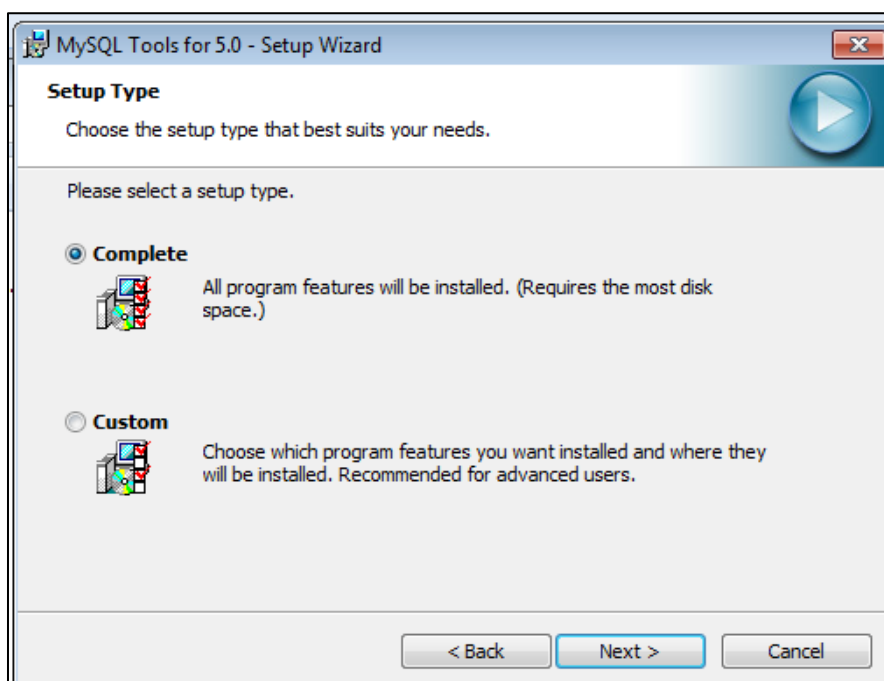 MySQL Tools for 5.0 - Setup Wizard
Setup Type
Choose the setup type that best suits your needs.
Please select a setup type.
Complete
All program features will be installed. (Requires the most disk
space.)
Custom
Choose which program features you want installed and where they
will be installed. Recommended for advanced users.
< Back
Next >
Cancel